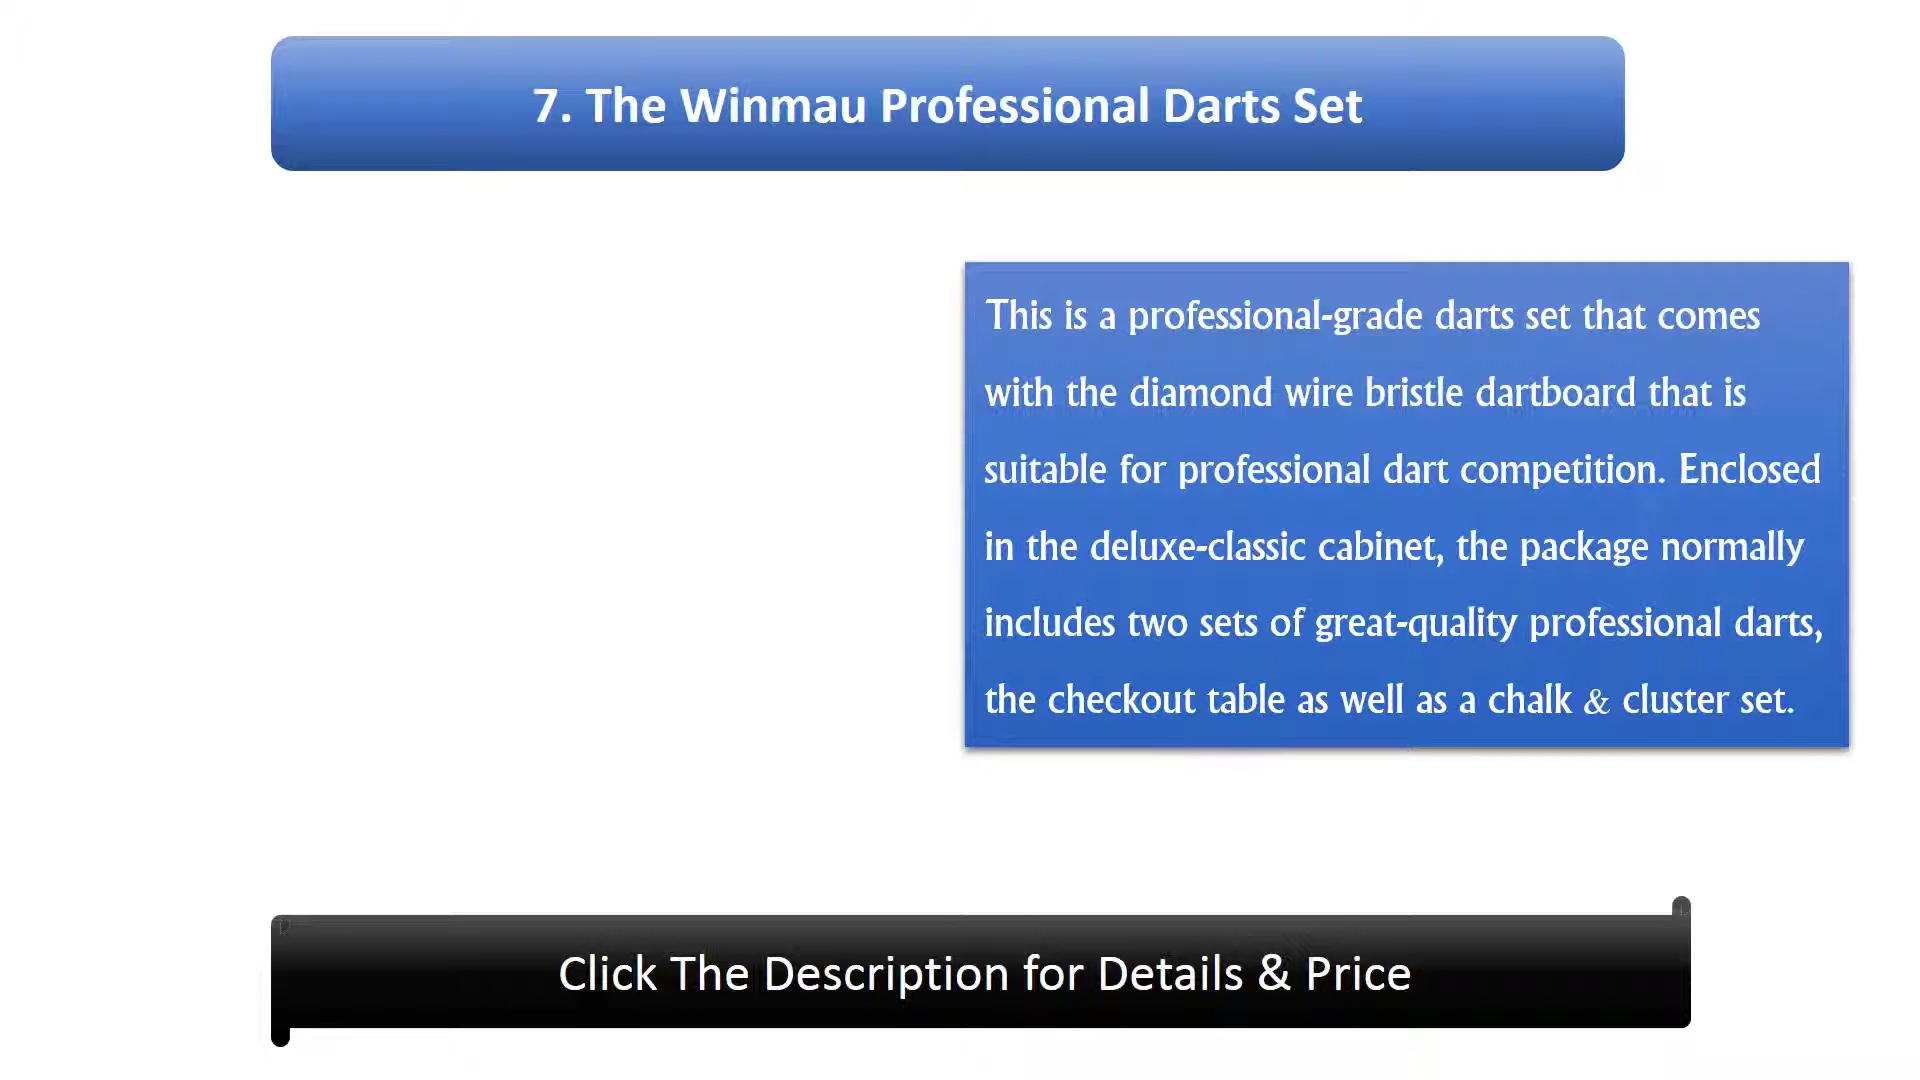 7. The Winmau Professional Darts Set
This is a professional-grade darts set that comes
with the diamond wire bristle dartboard that is
suitable for professional dart competition. Enclosed
in the deluxe-classic cabinet, the package normally
includes two sets of great-quality professional darts,
the checkout table as well as a chalk & cluster set.
Click The Description for Details & Price